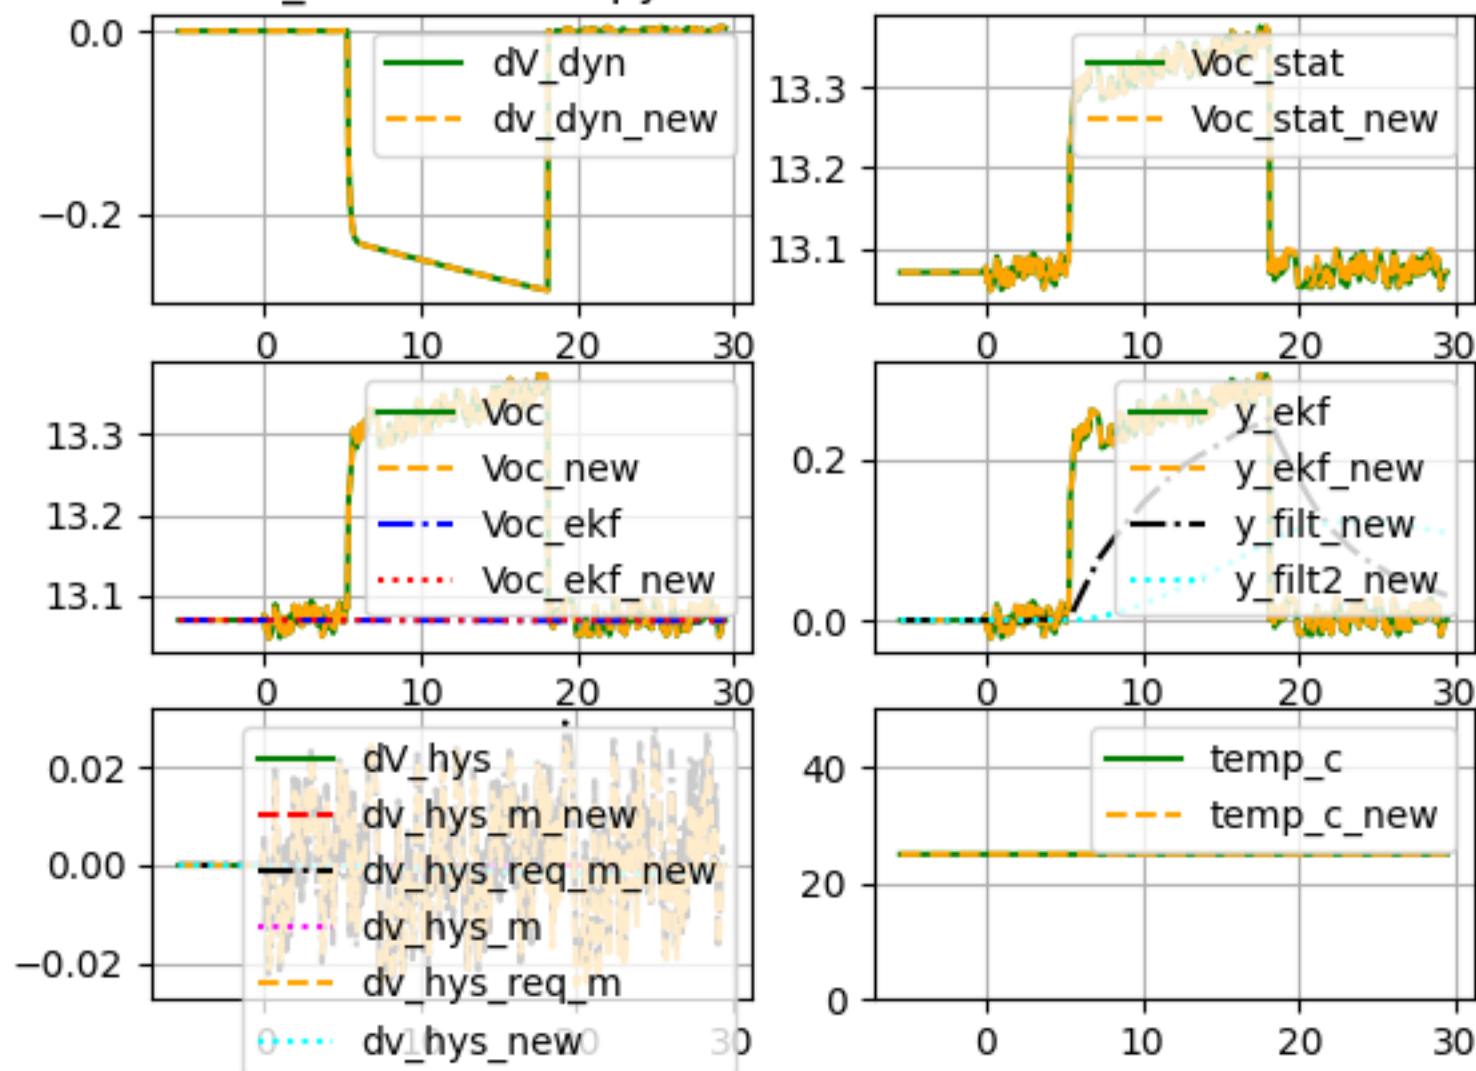 0.0
−0.2
dV_dyn
dv_dyn_new
0 10 20 30
13.3
13.2
13.1
Voc_stat
Voc_stat_new
0 10 20 30
13.3
13.2
13.1
Voc
Voc_new
Voc_ekf
Voc_ekf_new
0 10 20 30
0.2
0.0
y_ekf
y_ekf_new
y_filt_new
y_filt2_new
0 10 20 30
0.02
0.00
−0.02
dV_hys
dv_hys_m_new
dv_hys_req_m_new
dv_hys_m
dv_hys_req_m
dv_hys_new
0 10 20 30
40
20
0
temp_c
temp_c_new
0 10 20 30